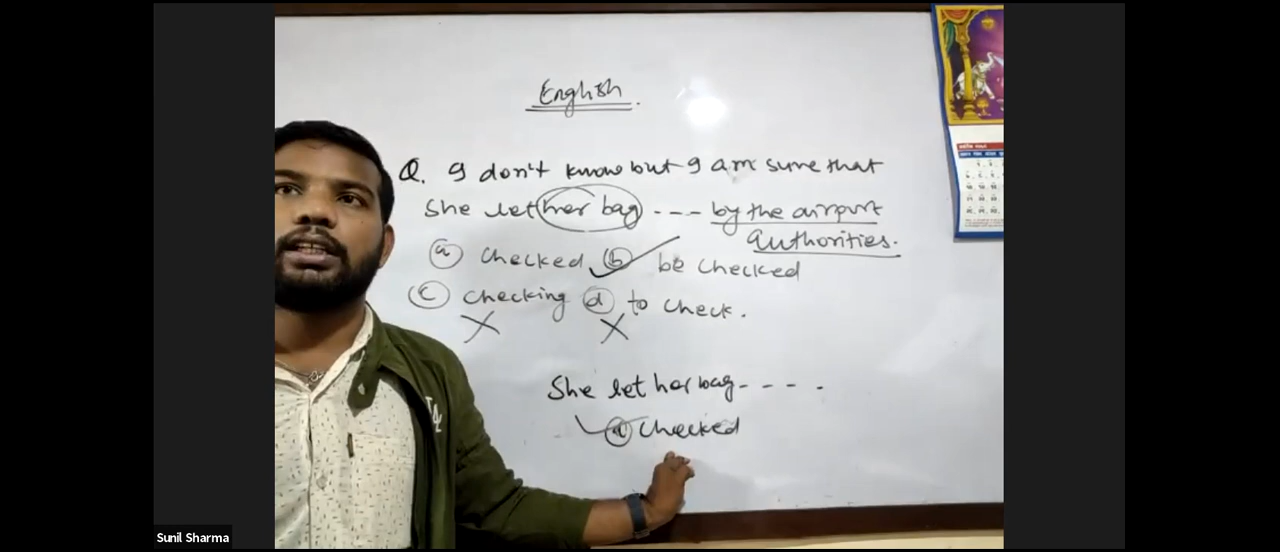 English.
Q. I don't know but I am sure that
She let her bag --- by the airport
authorities.
(a) checked (b) be checked
(c) checking (d) to check.
She let her bag - - - - .
(a) checked
Sunil Sharma